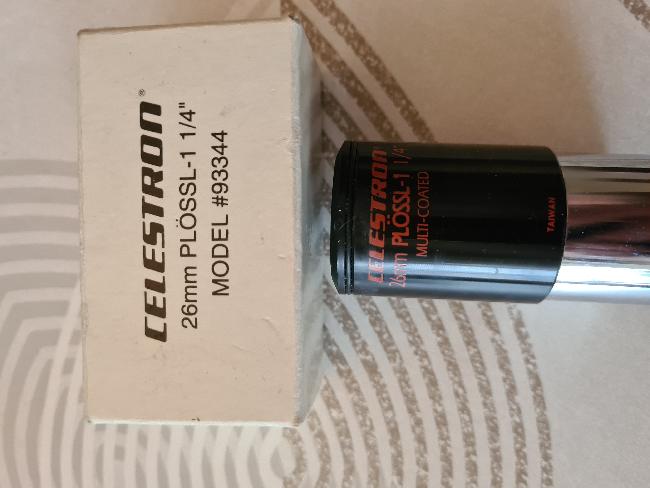 CELESTRON®
26mm PLÖSSL-1 1/4"
MODEL #93344
CELESTRON
26mm PLÖSSL-1 1/4"
MULTI-COATED
TAIWAN